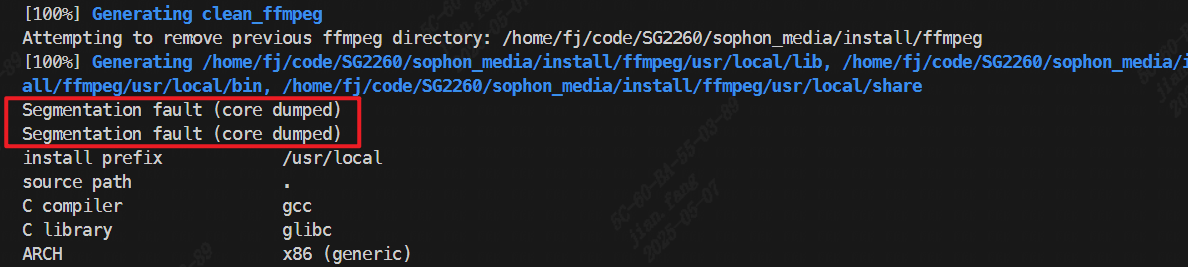 [100%] Generating clean_ffmpeg
Attempting to remove previous ffmpeg directory: /home/fj/code/SG2260/sophon_media/install/ffmpeg
[100%] Generating /home/fj/code/SG2260/sophon_media/install/ffmpeg/usr/local/lib, /home/fj/code/SG2260/sophon_media/i
all/ffmpeg/usr/local/bin, /home/fj/code/SG2260/sophon_media/install/ffmpeg/usr/local/share
Segmentation fault (core dumped)
Segmentation fault (core dumped)
install prefix /usr/local
source path .
C compiler gcc
C library glibc
ARCH x86 (generic)